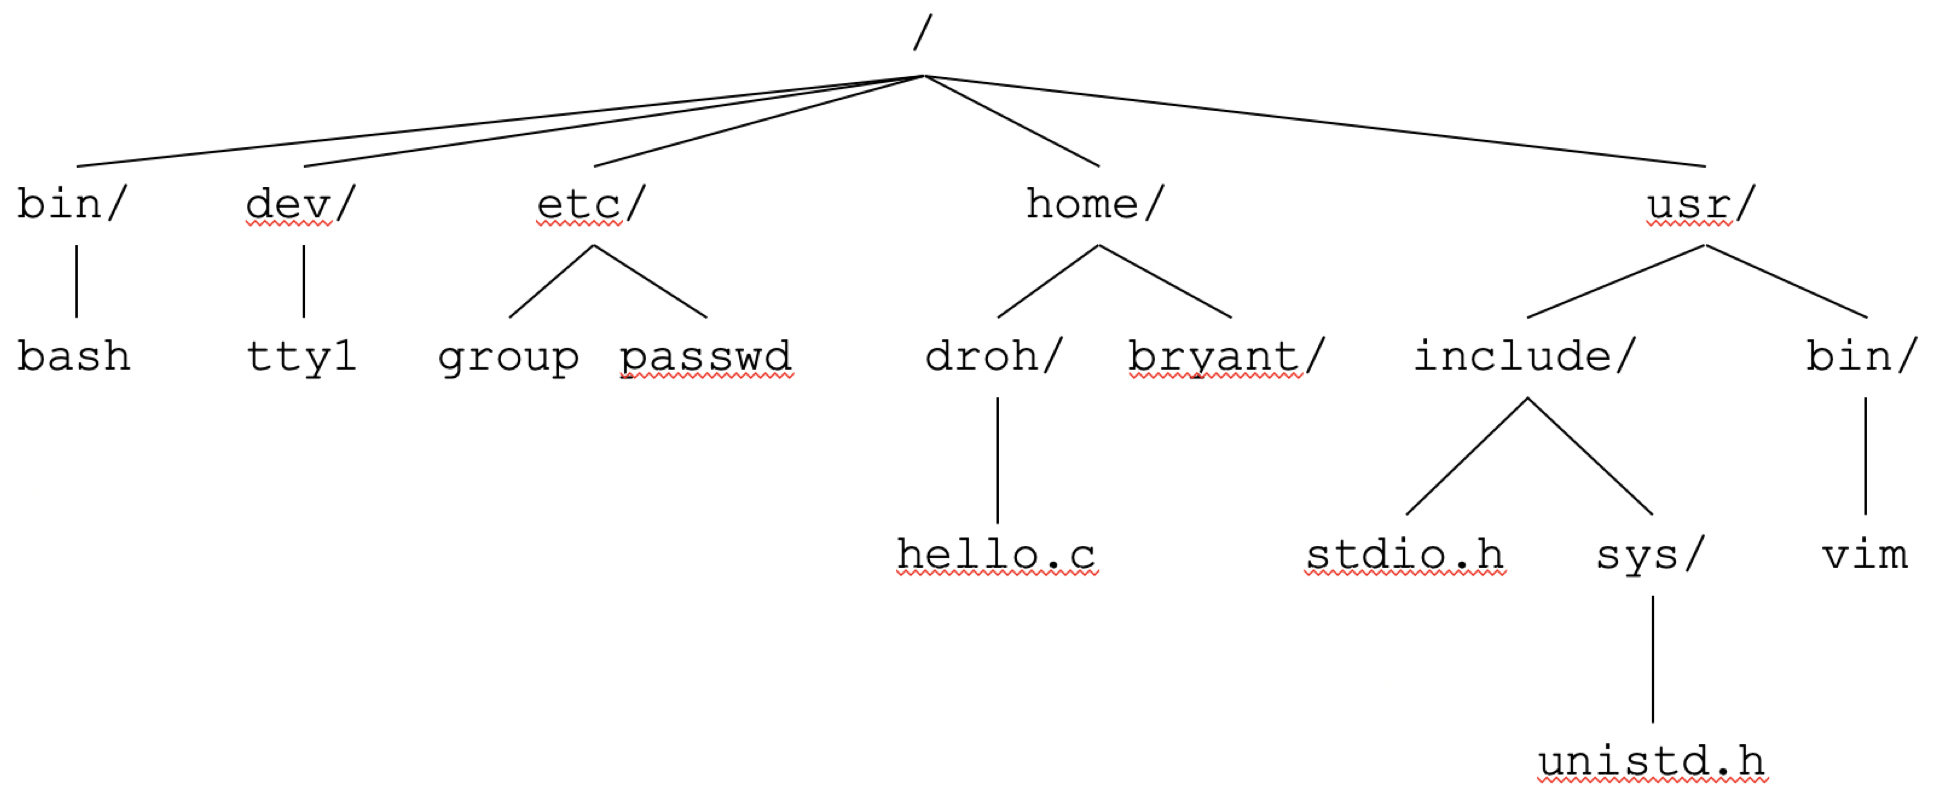 /
bin/ dev/ etc/ home/ usr/
bash tty1 group passwd droh/ bryant/ include/ bin/
hello.c stdio.h sys/ vim
unistd.h